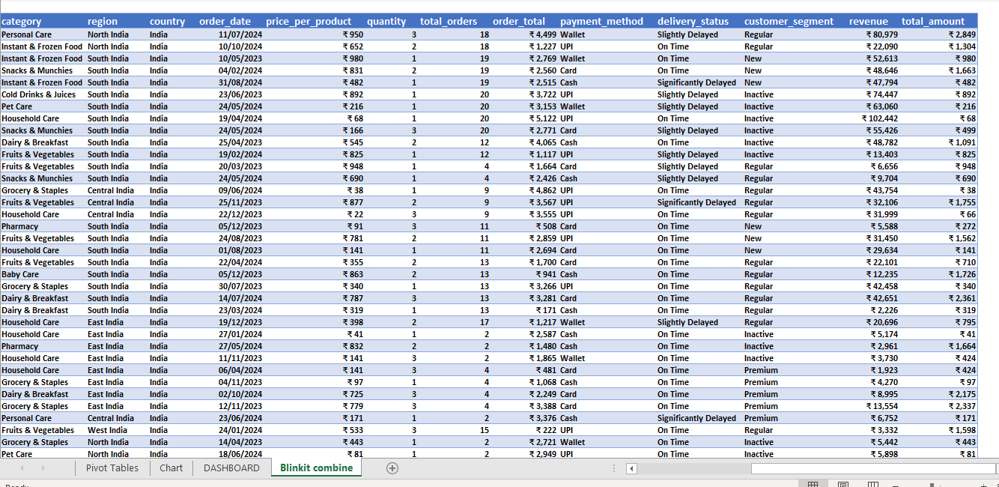 category region country order_date price_per_product quantity total_orders order_total payment_method delivery_status customer_segment revenue total_amount
Personal Care North India India 11/07/2024 ₹ 950 3 18 ₹ 4,499 Wallet Slightly Delayed Regular ₹ 80,979 ₹ 2,849
Instant & Frozen Food North India India 10/10/2024 ₹ 652 2 18 ₹ 1,227 UPI On Time Regular ₹ 22,090 ₹ 1,304
Instant & Frozen Food South India India 10/05/2023 ₹ 980 1 19 ₹ 2,769 Wallet On Time New ₹ 52,613 ₹ 980
Snacks & Munchies South India India 04/02/2024 ₹ 831 2 19 ₹ 2,560 Card On Time New ₹ 48,646 ₹ 1,663
Instant & Frozen Food South India India 31/08/2024 ₹ 482 1 19 ₹ 2,515 Cash Significantly Delayed New ₹ 47,794 ₹ 482
Cold Drinks & Juices South India India 23/06/2023 ₹ 892 1 20 ₹ 3,722 UPI Slightly Delayed Inactive ₹ 74,447 ₹ 892
Pet Care South India India 24/05/2024 ₹ 216 1 20 ₹ 3,153 Wallet Slightly Delayed Inactive ₹ 63,060 ₹ 216
Household Care South India India 19/04/2024 ₹ 68 1 20 ₹ 5,122 UPI On Time Inactive ₹ 102,442 ₹ 68
Snacks & Munchies South India India 24/05/2024 ₹ 166 3 20 ₹ 2,771 Card Slightly Delayed Inactive ₹ 55,426 ₹ 499
Dairy & Breakfast South India India 25/04/2023 ₹ 545 2 12 ₹ 4,065 Cash On Time Inactive ₹ 48,782 ₹ 1,091
Fruits & Vegetables South India India 19/02/2024 ₹ 825 1 12 ₹ 1,117 UPI Slightly Delayed Inactive ₹ 13,403 ₹ 825
Fruits & Vegetables South India India 20/03/2023 ₹ 948 1 4 ₹ 1,664 Card Slightly Delayed Regular ₹ 6,656 ₹ 948
Snacks & Munchies South India India 24/05/2024 ₹ 690 1 4 ₹ 2,426 Cash Slightly Delayed Regular ₹ 9,704 ₹ 690
Grocery & Staples Central India India 09/06/2024 ₹ 38 1 9 ₹ 4,862 UPI On Time Regular ₹ 43,754 ₹ 38
Fruits & Vegetables Central India India 25/11/2023 ₹ 877 2 9 ₹ 3,567 UPI Significantly Delayed Regular ₹ 32,106 ₹ 1,755
Household Care Central India India 22/12/2023 ₹ 22 3 9 ₹ 3,555 UPI On Time Regular ₹ 31,999 ₹ 66
Pharmacy South India India 05/12/2023 ₹ 91 3 11 ₹ 508 Card On Time New ₹ 5,588 ₹ 272
Fruits & Vegetables South India India 24/08/2023 ₹ 781 2 11 ₹ 2,859 UPI On Time New ₹ 31,450 ₹ 1,562
Household Care South India India 01/08/2023 ₹ 141 1 11 ₹ 2,694 Card On Time New ₹ 29,634 ₹ 141
Fruits & Vegetables South India India 22/04/2024 ₹ 355 2 13 ₹ 1,700 Card On Time Regular ₹ 22,101 ₹ 710
Baby Care South India India 05/12/2023 ₹ 863 2 13 ₹ 941 Cash On Time Regular ₹ 12,235 ₹ 1,726
Grocery & Staples South India India 30/07/2023 ₹ 340 1 13 ₹ 3,266 UPI On Time Regular ₹ 42,458 ₹ 340
Dairy & Breakfast South India India 14/07/2024 ₹ 787 3 13 ₹ 3,281 Card On Time Regular ₹ 42,651 ₹ 2,361
Dairy & Breakfast South India India 23/03/2024 ₹ 319 1 13 ₹ 171 Cash On Time Regular ₹ 2,226 ₹ 319
Household Care East India India 19/12/2023 ₹ 398 2 17 ₹ 1,217 Wallet Slightly Delayed Regular ₹ 20,696 ₹ 795
Household Care East India India 27/01/2024 ₹ 41 1 2 ₹ 2,587 Cash On Time Inactive ₹ 5,174 ₹ 41
Pharmacy East India India 27/05/2024 ₹ 832 2 2 ₹ 1,480 Cash On Time Inactive ₹ 2,961 ₹ 1,664
Household Care East India India 11/11/2023 ₹ 141 3 2 ₹ 1,865 Wallet On Time Inactive ₹ 3,730 ₹ 424
Household Care East India India 06/04/2024 ₹ 141 3 4 ₹ 481 Card On Time Premium ₹ 1,923 ₹ 424
Grocery & Staples East India India 04/11/2023 ₹ 97 1 4 ₹ 1,068 Cash On Time Premium ₹ 4,270 ₹ 97
Dairy & Breakfast East India India 02/10/2024 ₹ 725 3 4 ₹ 2,249 Card On Time Premium ₹ 8,995 ₹ 2,175
Grocery & Staples East India India 12/11/2023 ₹ 779 3 4 ₹ 3,388 Card On Time Premium ₹ 13,554 ₹ 2,337
Personal Care Central India India 23/06/2024 ₹ 171 1 2 ₹ 3,376 Cash Significantly Delayed Premium ₹ 6,752 ₹ 171
Fruits & Vegetables West India India 24/01/2024 ₹ 533 3 15 ₹ 222 UPI On Time Regular ₹ 3,332 ₹ 1,598
Grocery & Staples North India India 14/04/2023 ₹ 443 1 2 ₹ 2,721 Wallet On Time Inactive ₹ 5,442 ₹ 443
Pet Care North India India 18/06/2024 ₹ 81 1 2 ₹ 2,949 UPI On Time Inactive ₹ 5,898 ₹ 81
Pivot Tables Chart DASHBOARD Blinkit combine